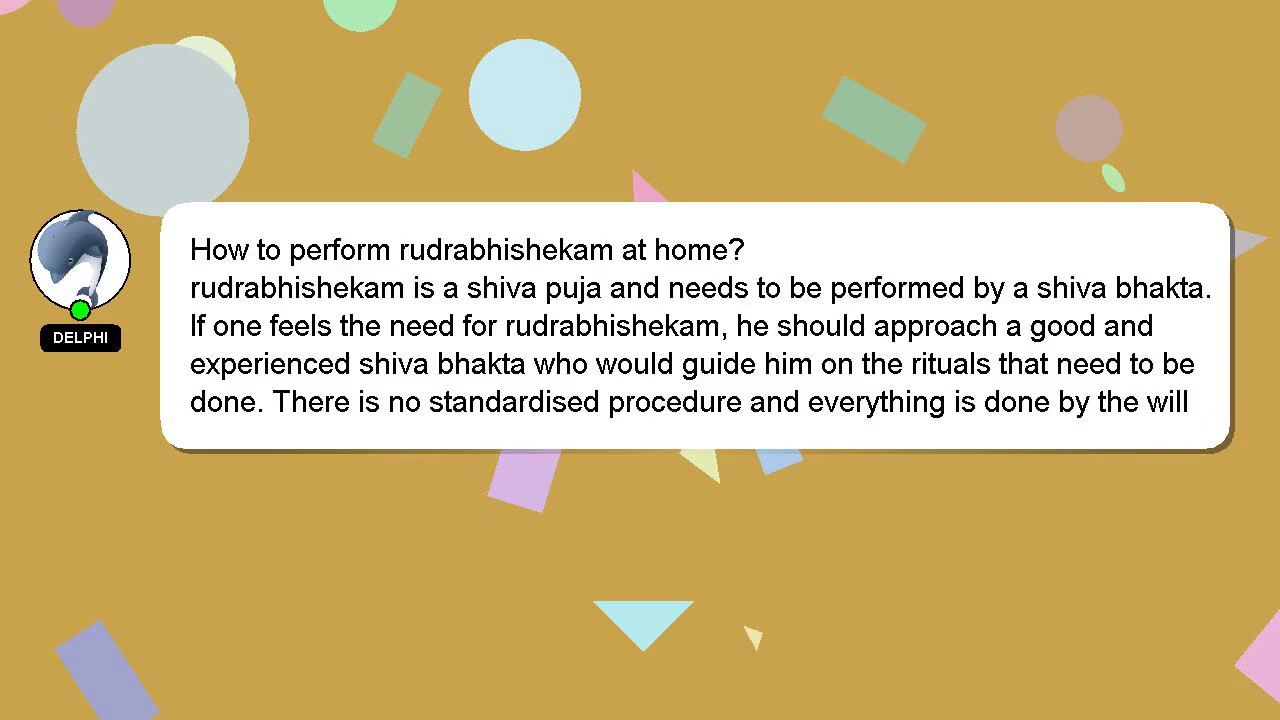 How to perform rudrabhishekam at home?
rudrabhishekam is a shiva puja and needs to be performed by a shiva bhakta.
If one feels the need for rudrabhishekam, he should approach a good and
experienced shiva bhakta who would guide him on the rituals that need to be
done. There is no standardised procedure and everything is done by the will
DELPHI